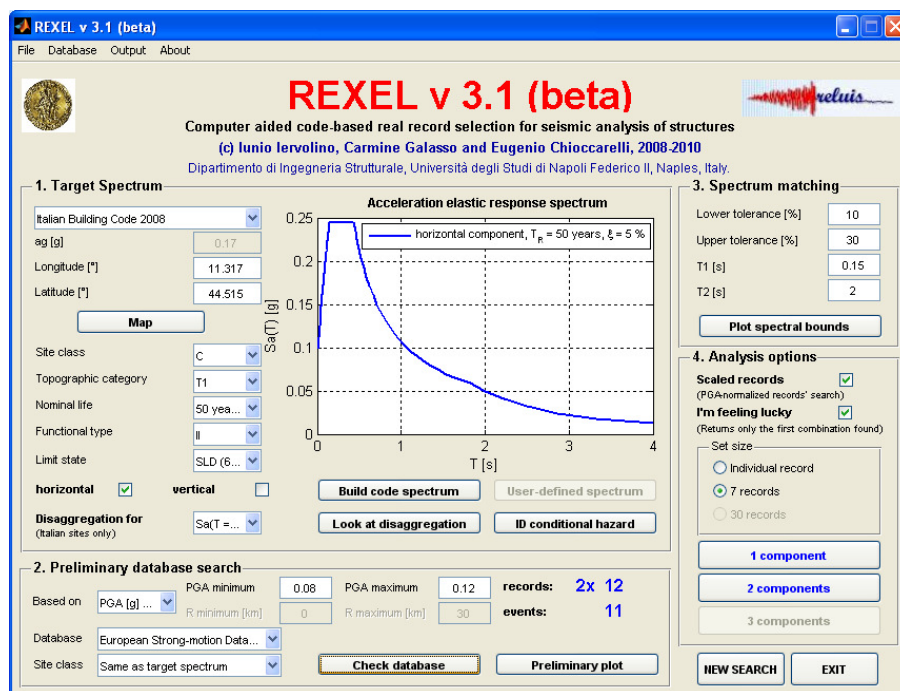 REXEL v 3.1 (beta)
File Database Output About
REXEL v 3.1 (beta)
reluis
Computer aided code-based real record selection for seismic analysis of structures
(c) Iunio Iervolino, Carmine Galasso and Eugenio Chioccarelli, 2008-2010
Dipartimento di Ingegneria Strutturale, Università degli Studi di Napoli Federico II, Naples, Italy.
1. Target Spectrum
Italian Building Code 2008
ag [g] 0.17
Longitude [°] 11.317
Latitude [°] 44.515
Map
Site class C
Topographic category T1
Nominal life 50 yea...
Functional type II
Limit state SLD (6...
horizontal vertical
Disaggregation for Sa(T =...
(Italian sites only)
Acceleration elastic response spectrum
horizontal component, T_R = 50 years, ξ = 5 %
Sa(T) [g]
0.25
0.2
0.15
0.1
0.05
0
0 1 2 3 4
T [s]
Build code spectrum User-defined spectrum
Look at disaggregation ID conditional hazard
2. Preliminary database search
Based on PGA [g] ...
PGA minimum 0.08 PGA maximum 0.12 records: 2x 12
R minimum [km] 0 R maximum [km] 30 events: 11
Database European Strong-motion Data...
Site class Same as target spectrum
Check database Preliminary plot
3. Spectrum matching
Lower tolerance [%] 10
Upper tolerance [%] 30
T1 [s] 0.15
T2 [s] 2
Plot spectral bounds
4. Analysis options
Scaled records
(PGA-normalized records' search)
I'm feeling lucky
(Returns only the first combination found)
Set size
Individual record
7 records
30 records
1 component
2 components
3 components
NEW SEARCH EXIT